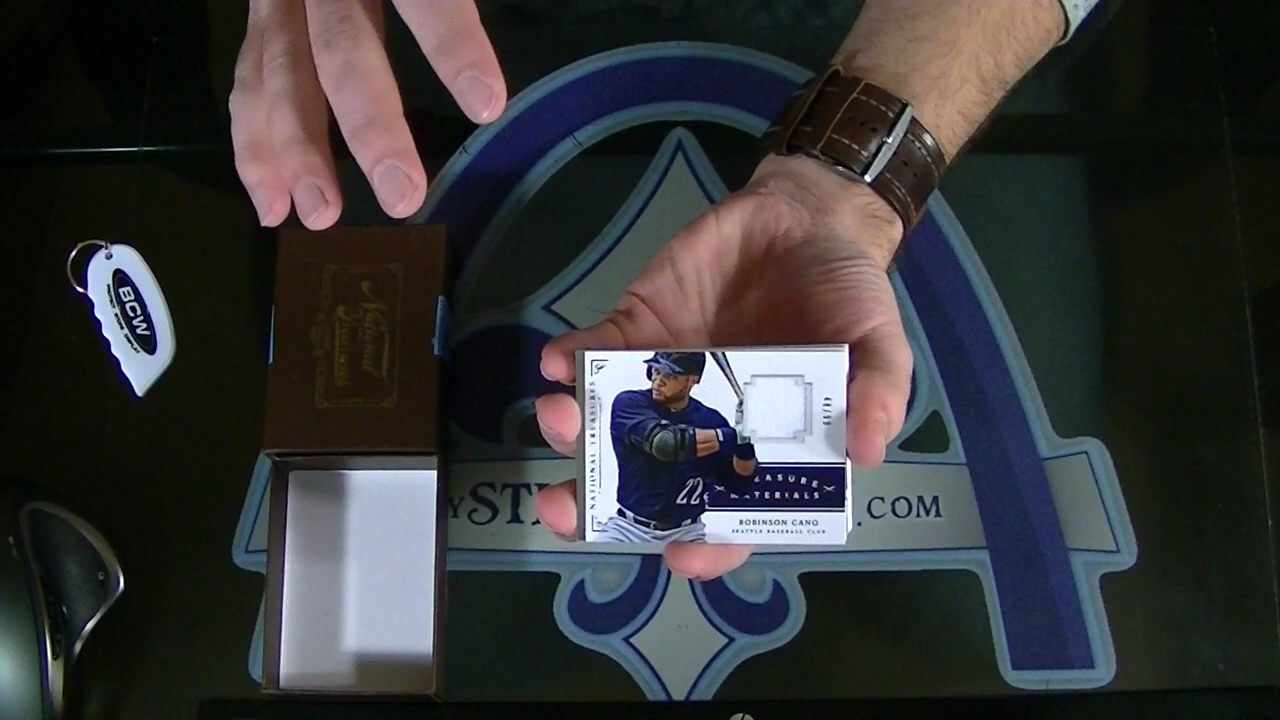 BCW
National
Treasures
NATIONAL TREASURES
22
TREASURE
MATERIALS
ROBINSON CANO
SEATTLE BASEBALL CLUB
.COM